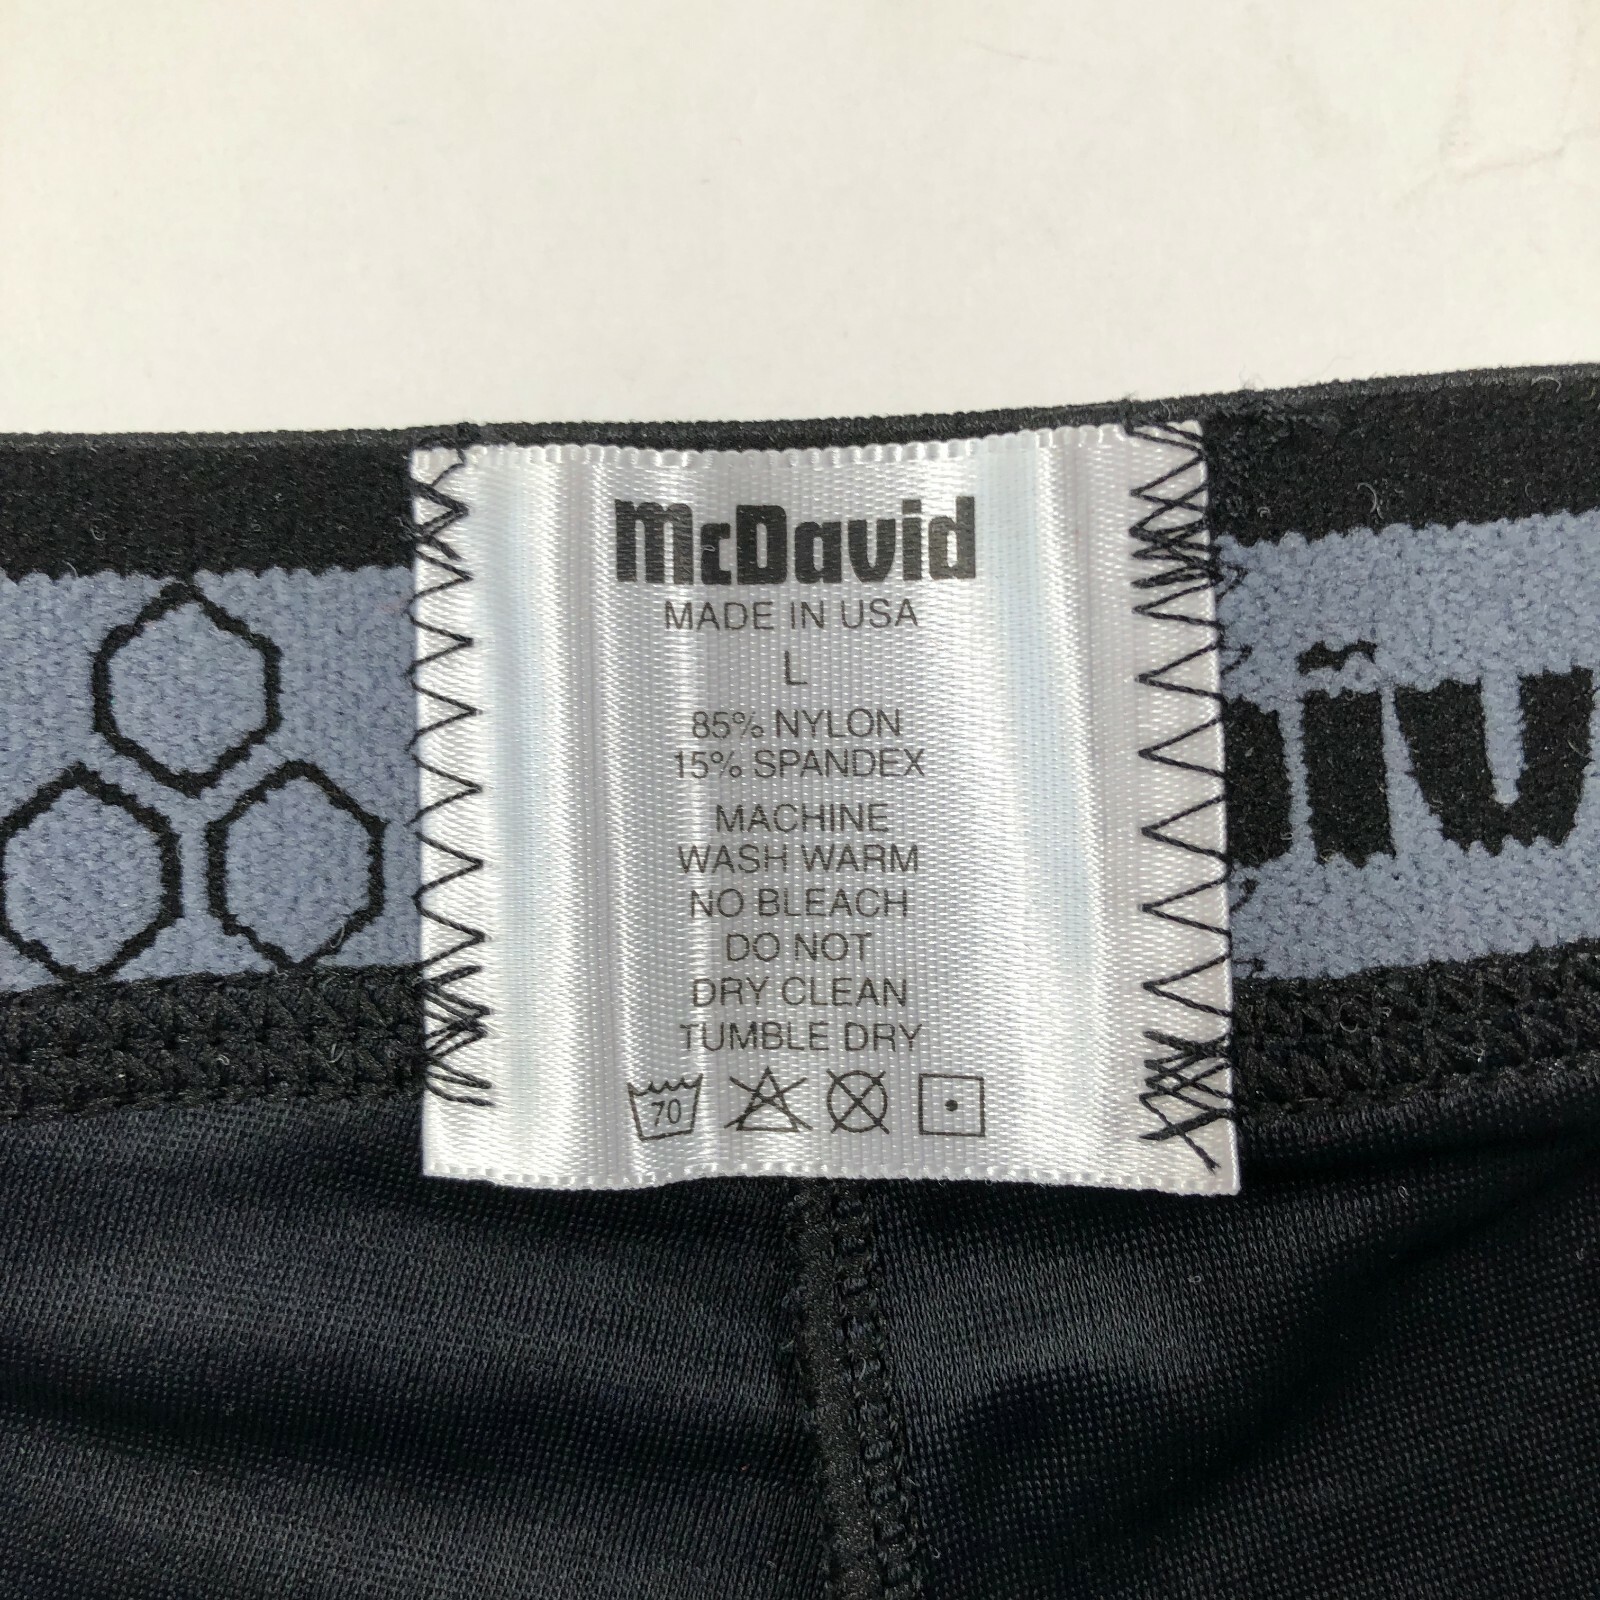 McDavid
MADE IN USA
L
85% NYLON
15% SPANDEX
MACHINE
WASH WARM
NO BLEACH
DO NOT
DRY CLEAN
TUMBLE DRY
70